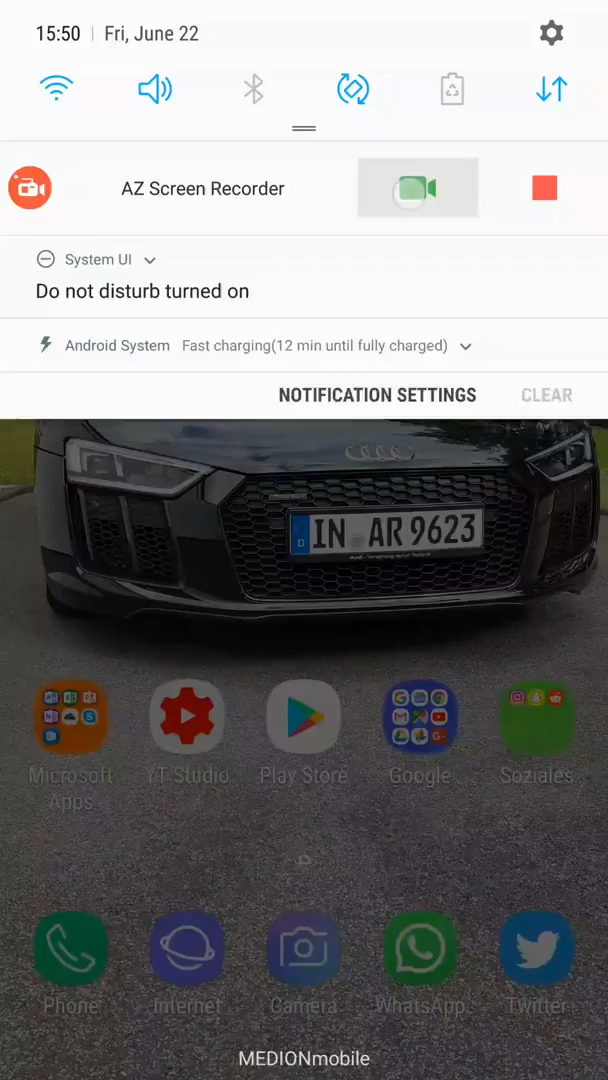 15:50 | Fri, June 22
AZ Screen Recorder
System UI
Do not disturb turned on
Android System Fast charging(12 min until fully charged)
NOTIFICATION SETTINGS CLEAR
IN AR 9623
Microsoft Apps
YT Studio
Play Store
Google
Soziales
Phone
Internet
Camera
WhatsApp
Twitter
MEDIONmobile